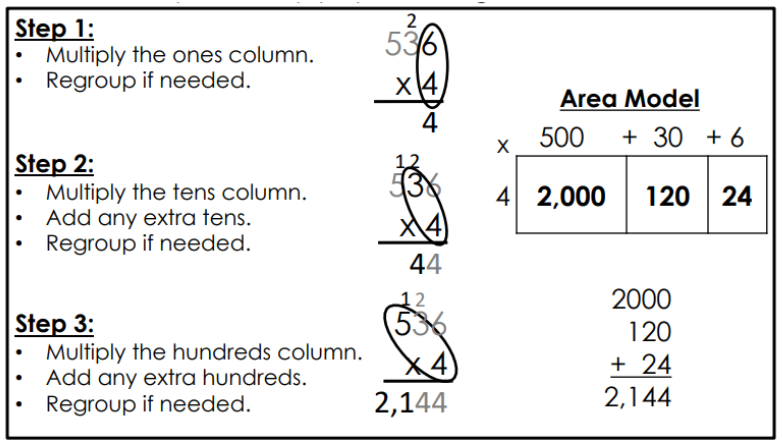 Step 1:
• Multiply the ones column.
• Regroup if needed.
2
536
x 4
4
Step 2:
• Multiply the tens column.
• Add any extra tens.
• Regroup if needed.
12
536
x 4
44
Step 3:
• Multiply the hundreds column.
• Add any extra hundreds.
• Regroup if needed.
12
536
x 4
2,144
Area Model
x 500 + 30 + 6
4 2,000 120 24
2000
120
+ 24
2,144